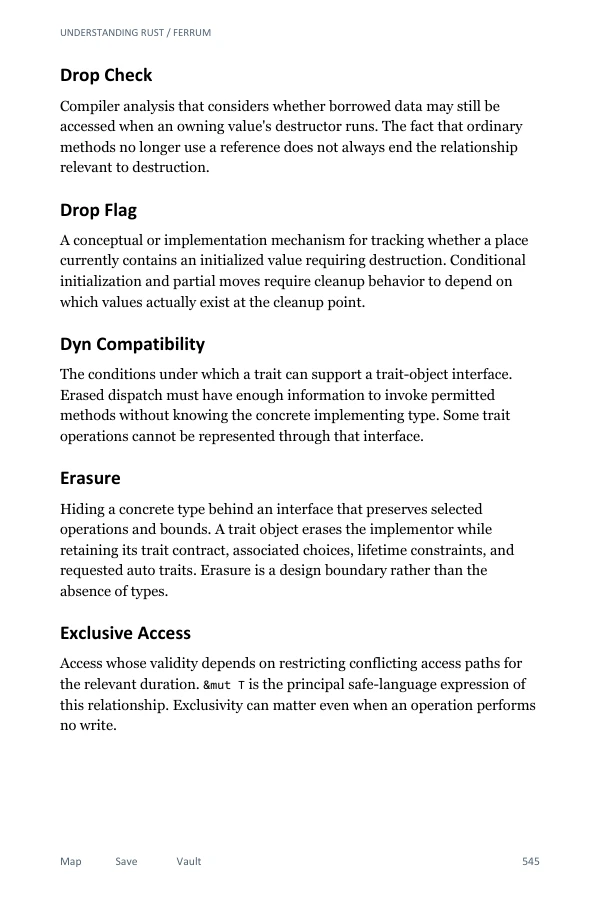 UNDERSTANDING RUST / FERRUM
Drop Check
Compiler analysis that considers whether borrowed data may still be
accessed when an owning value's destructor runs. The fact that ordinary
methods no longer use a reference does not always end the relationship
relevant to destruction.
Drop Flag
A conceptual or implementation mechanism for tracking whether a place
currently contains an initialized value requiring destruction. Conditional
initialization and partial moves require cleanup behavior to depend on
which values actually exist at the cleanup point.
Dyn Compatibility
The conditions under which a trait can support a trait-object interface.
Erased dispatch must have enough information to invoke permitted
methods without knowing the concrete implementing type. Some trait
operations cannot be represented through that interface.
Erasure
Hiding a concrete type behind an interface that preserves selected
operations and bounds. A trait object erases the implementor while
retaining its trait contract, associated choices, lifetime constraints, and
requested auto traits. Erasure is a design boundary rather than the
absence of types.
Exclusive Access
Access whose validity depends on restricting conflicting access paths for
the relevant duration. &mut T is the principal safe-language expression of
this relationship. Exclusivity can matter even when an operation performs
no write.
Map Save Vault 545